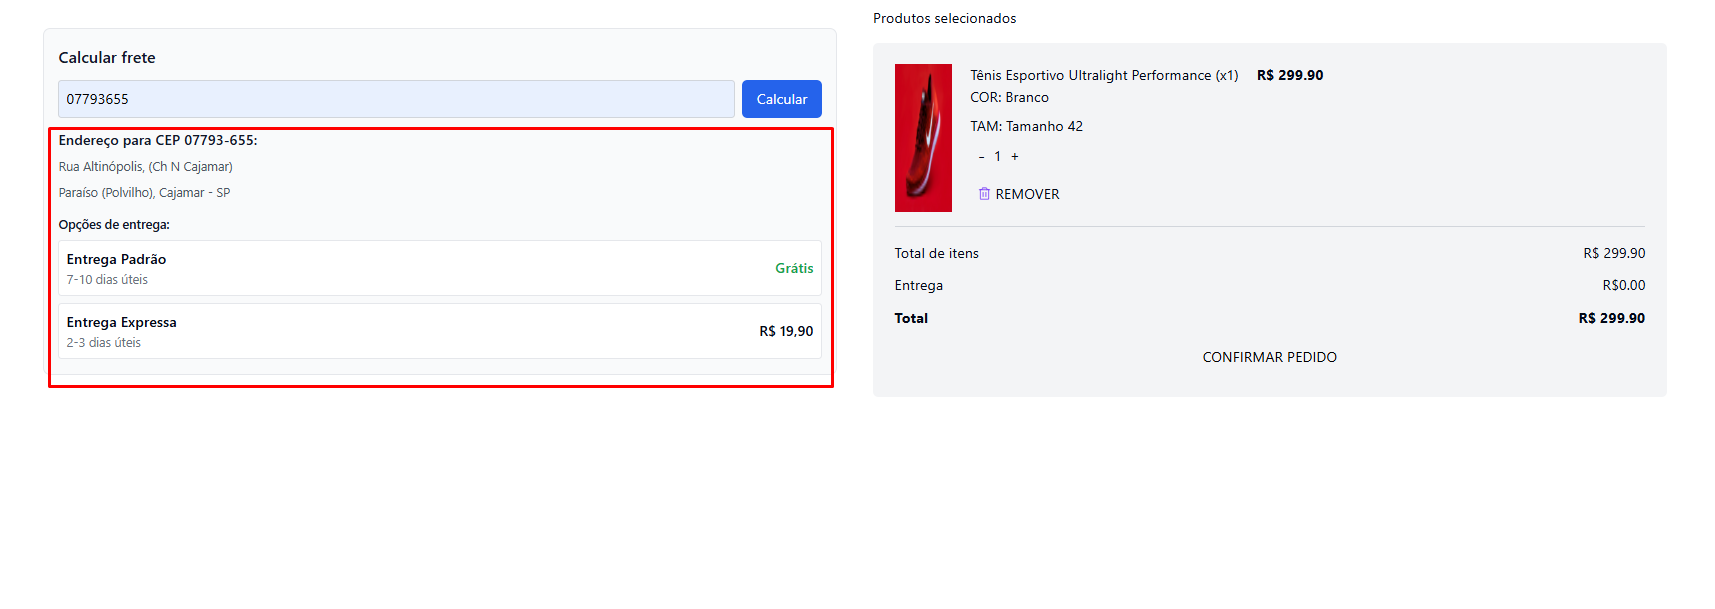 Calcular frete
07793655
Calcular
Endereço para CEP 07793-655:
Rua Altinópolis, (Ch N Cajamar)
Paraíso (Polvilho), Cajamar - SP
Opções de entrega:
Entrega Padrão
7-10 dias úteis
Grátis
Entrega Expressa
2-3 dias úteis
R$ 19,90
Produtos selecionados
Tênis Esportivo Ultralight Performance (x1) R$ 299.90
COR: Branco
TAM: Tamanho 42
- 1 +
REMOVER
Total de itens R$ 299.90
Entrega R$0.00
Total R$ 299.90
CONFIRMAR PEDIDO